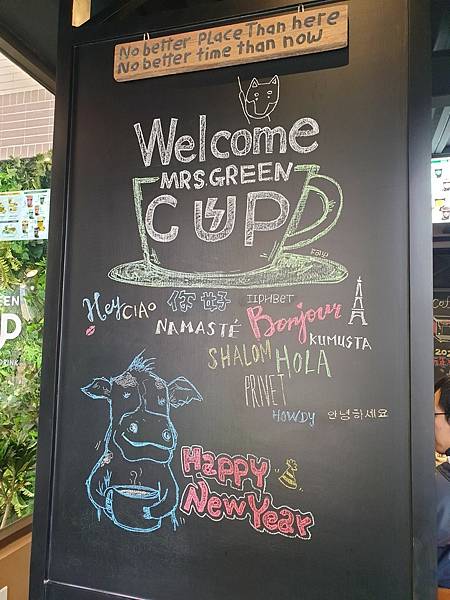 No better Place Than here
No better time than now
Welcome
MRS. GREEN
CUP
Hey
CIAO
你好
Привет
NAMASTÉ
Bonjour
KUMUSTA
SHALOM
HOLA
PRIVET
HOWDY
안녕하세요
Happy
New Year